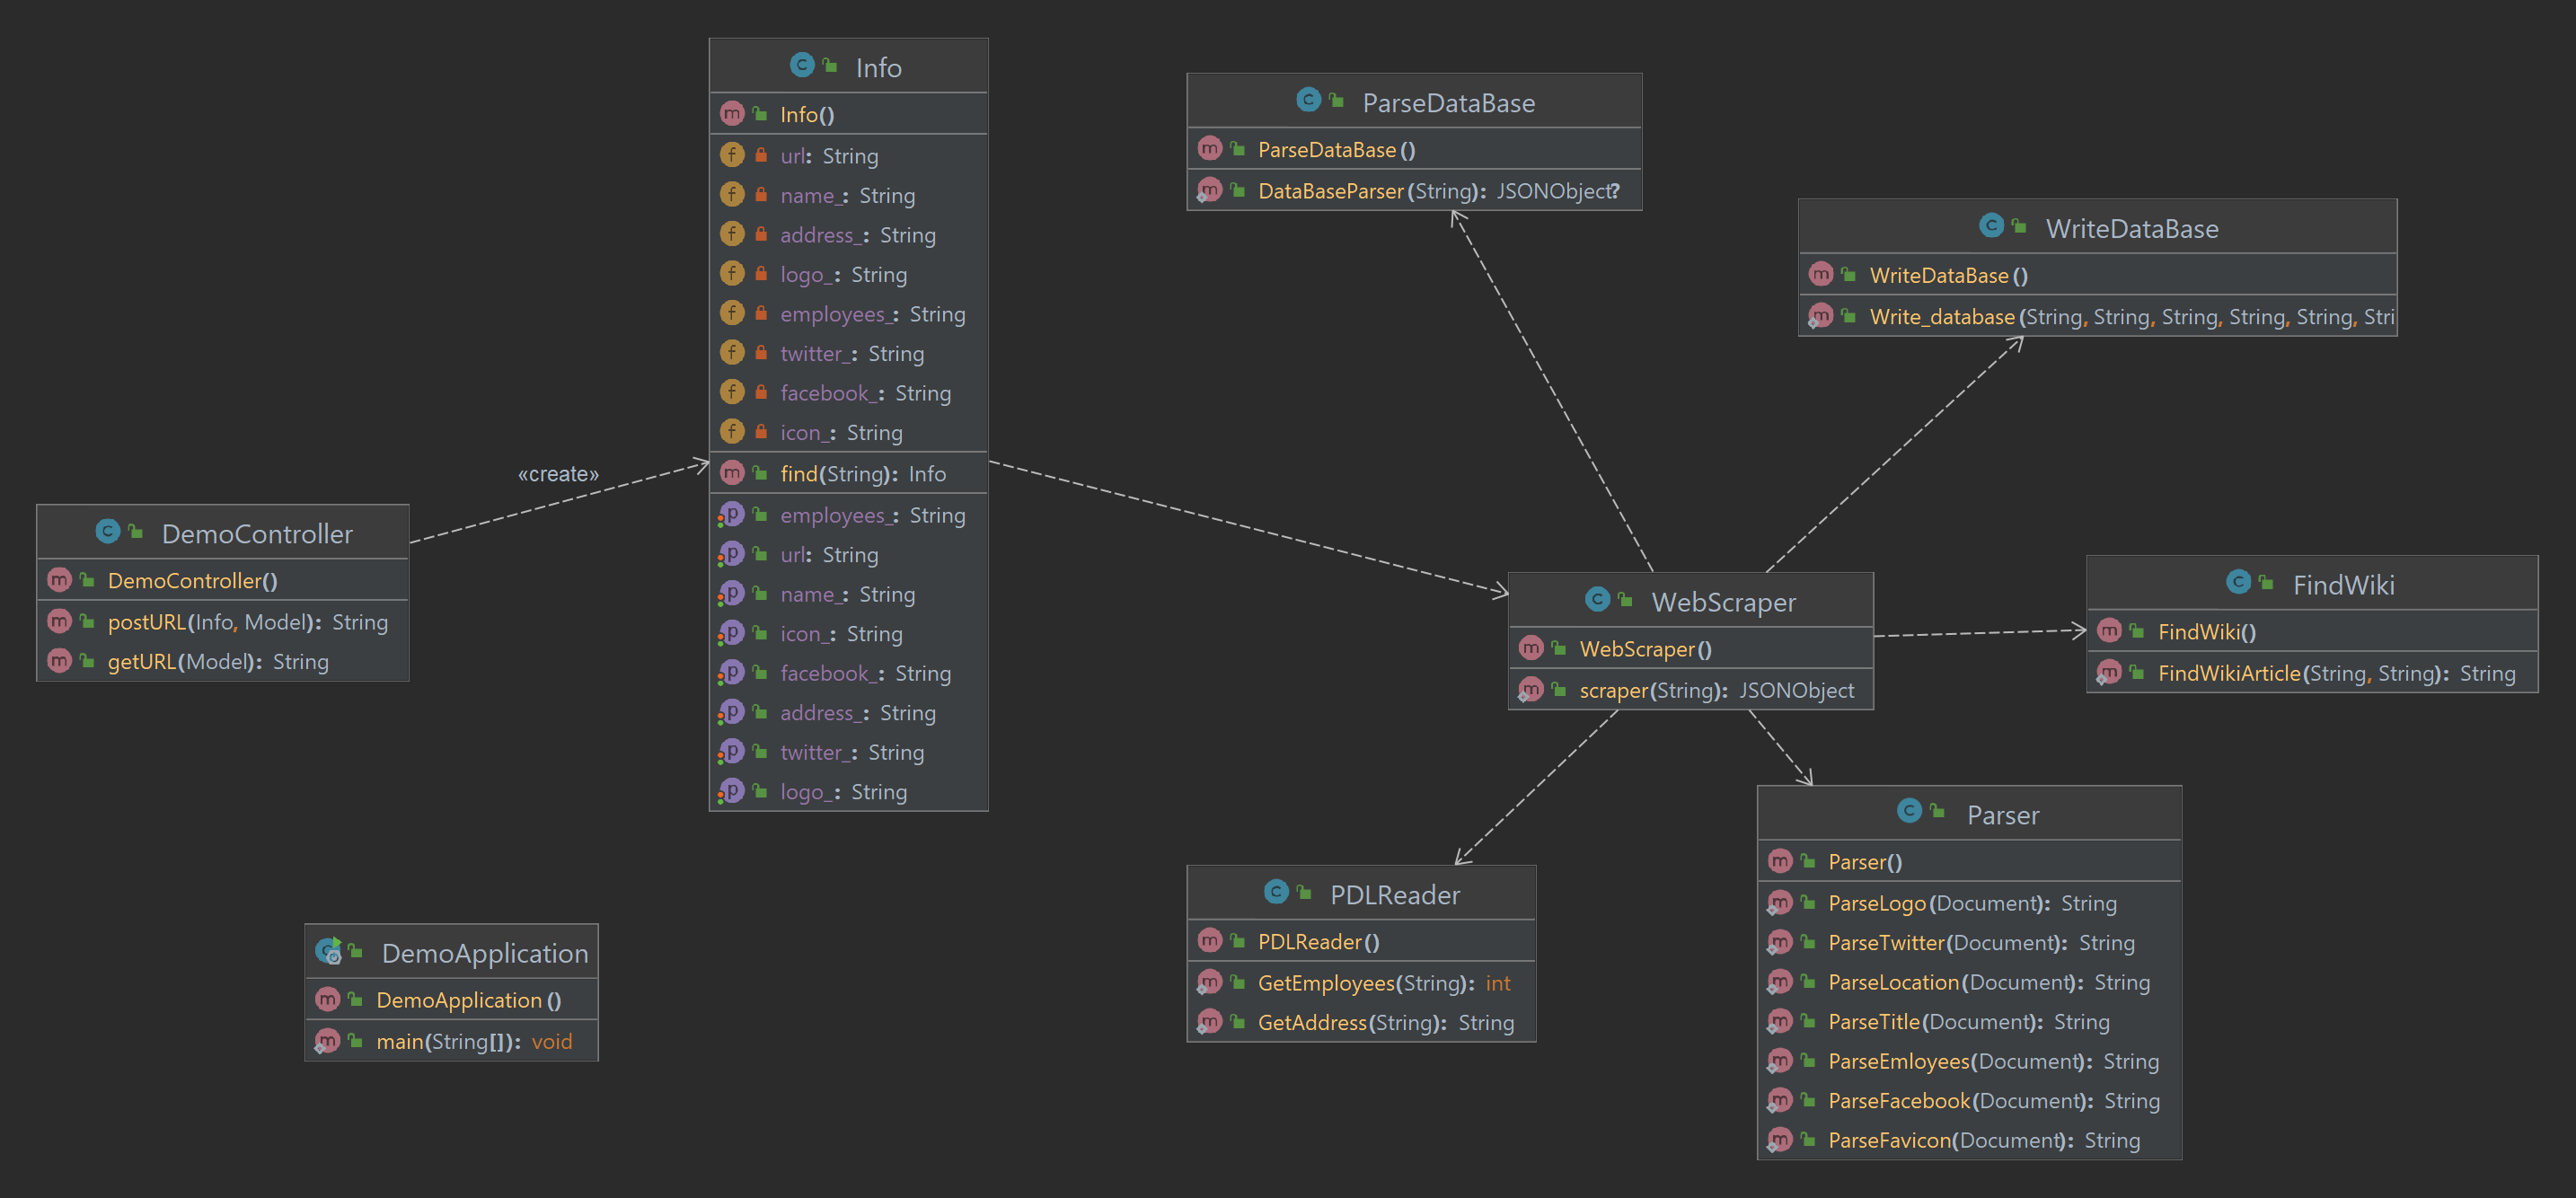 Info
Info()
url: String
name_: String
address_: String
logo_: String
employees_: String
twitter_: String
facebook_: String
icon_: String
find(String): Info
employees_: String
url: String
name_: String
icon_: String
facebook_: String
address_: String
twitter_: String
logo_: String
«create»
DemoController
DemoController()
postURL(Info, Model): String
getURL(Model): String
DemoApplication
DemoApplication()
main(String[]): void
ParseDataBase
ParseDataBase()
DataBaseParser(String): JSONObject?
WriteDataBase
WriteDataBase()
Write_database(String, String, String, String, String, Stri
WebScraper
WebScraper()
scraper(String): JSONObject
FindWiki
FindWiki()
FindWikiArticle(String, String): String
PDLReader
PDLReader()
GetEmployees(String): int
GetAddress(String): String
Parser
Parser()
ParseLogo(Document): String
ParseTwitter(Document): String
ParseLocation(Document): String
ParseTitle(Document): String
ParseEmloyees(Document): String
ParseFacebook(Document): String
ParseFavicon(Document): String